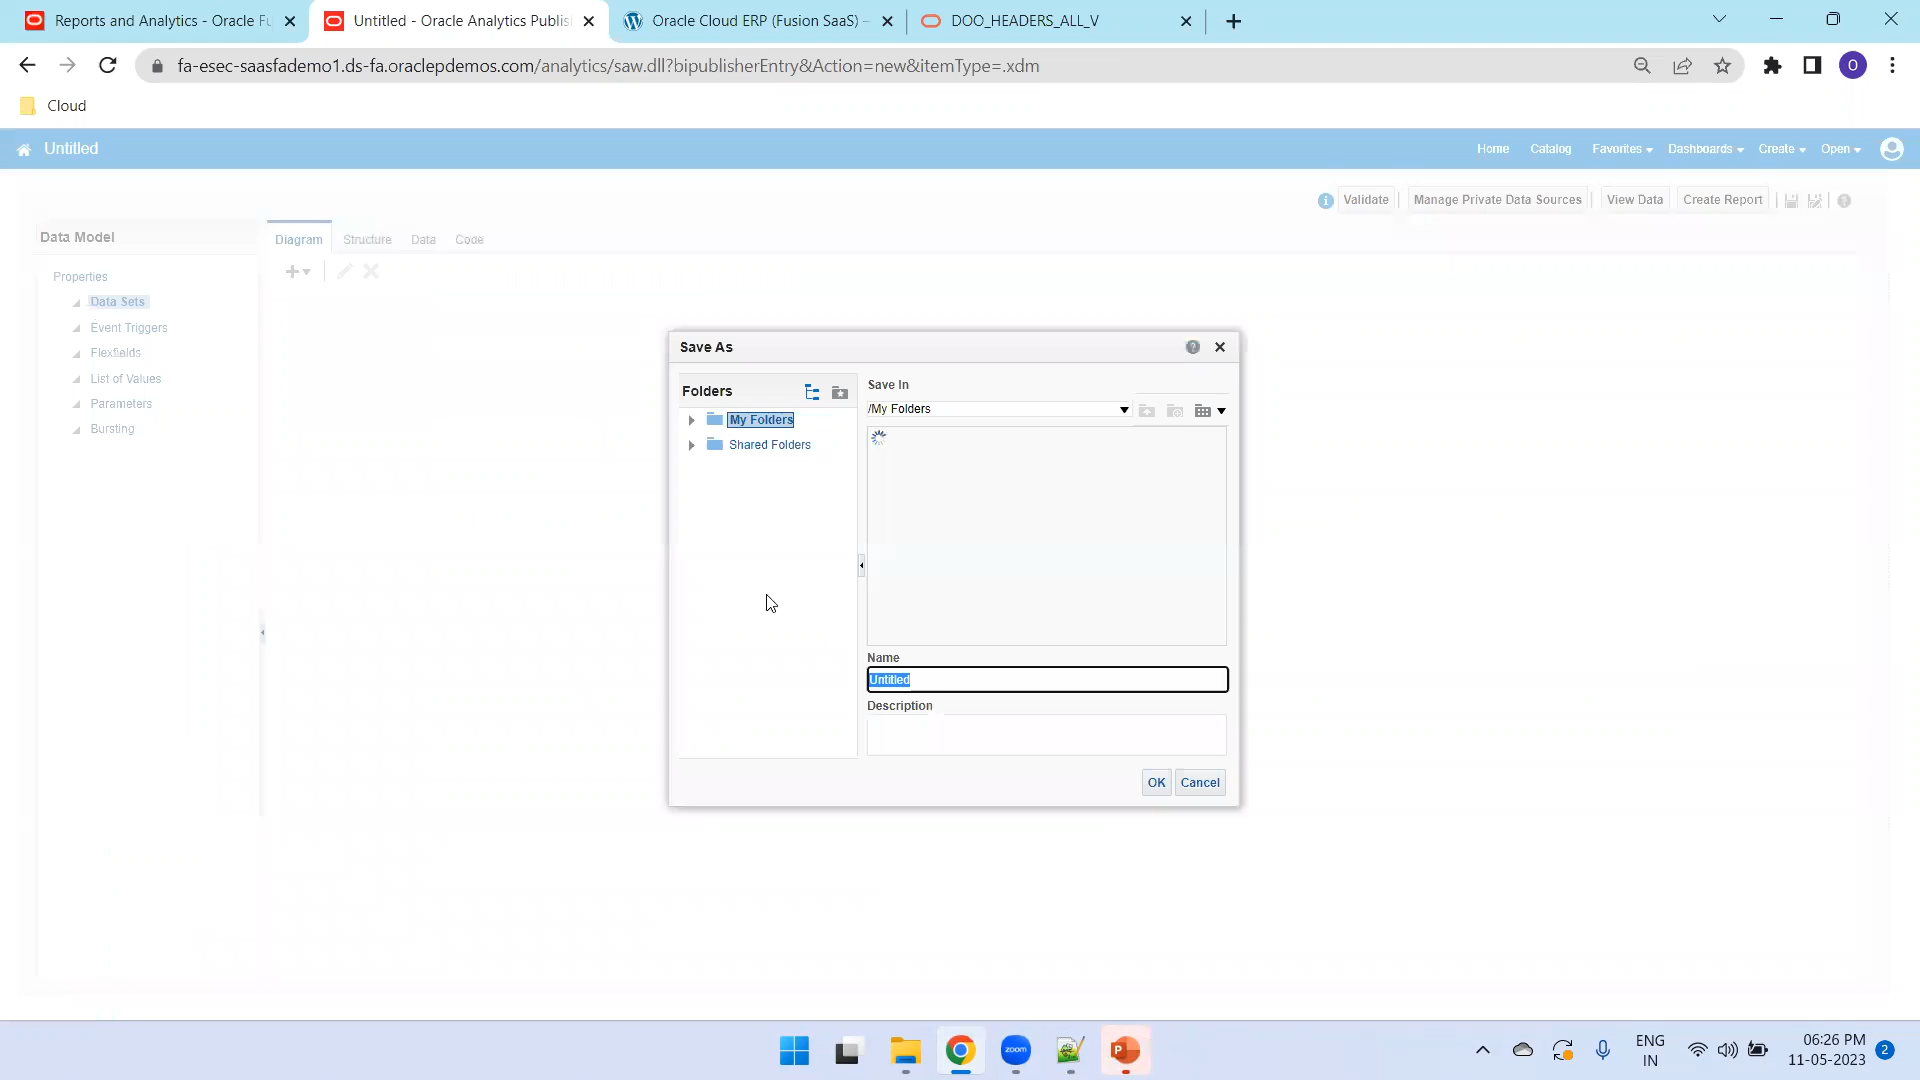 Reports and Analytics - Oracle Fu
Untitled - Oracle Analytics Publis
Oracle Cloud ERP (Fusion SaaS) –
DOO_HEADERS_ALL_V
fa-esec-saasfademo1.ds-fa.oraclepdemos.com/analytics/saw.dll?bipublisherEntry&Action=new&itemType=.xdm
O
Cloud
Untitled
Home Catalog Favorites Dashboards Create Open
Validate Manage Private Data Sources View Data Create Report
Data Model
Diagram Structure Data Code
Properties
Data Sets
Event Triggers
Flexfields
List of Values
Parameters
Bursting
Save As
Folders
My Folders
Shared Folders
Save In
/My Folders
Name
Untitled
Description
OK Cancel
zoom
P
ENG
IN
06:26 PM
11-05-2023
2